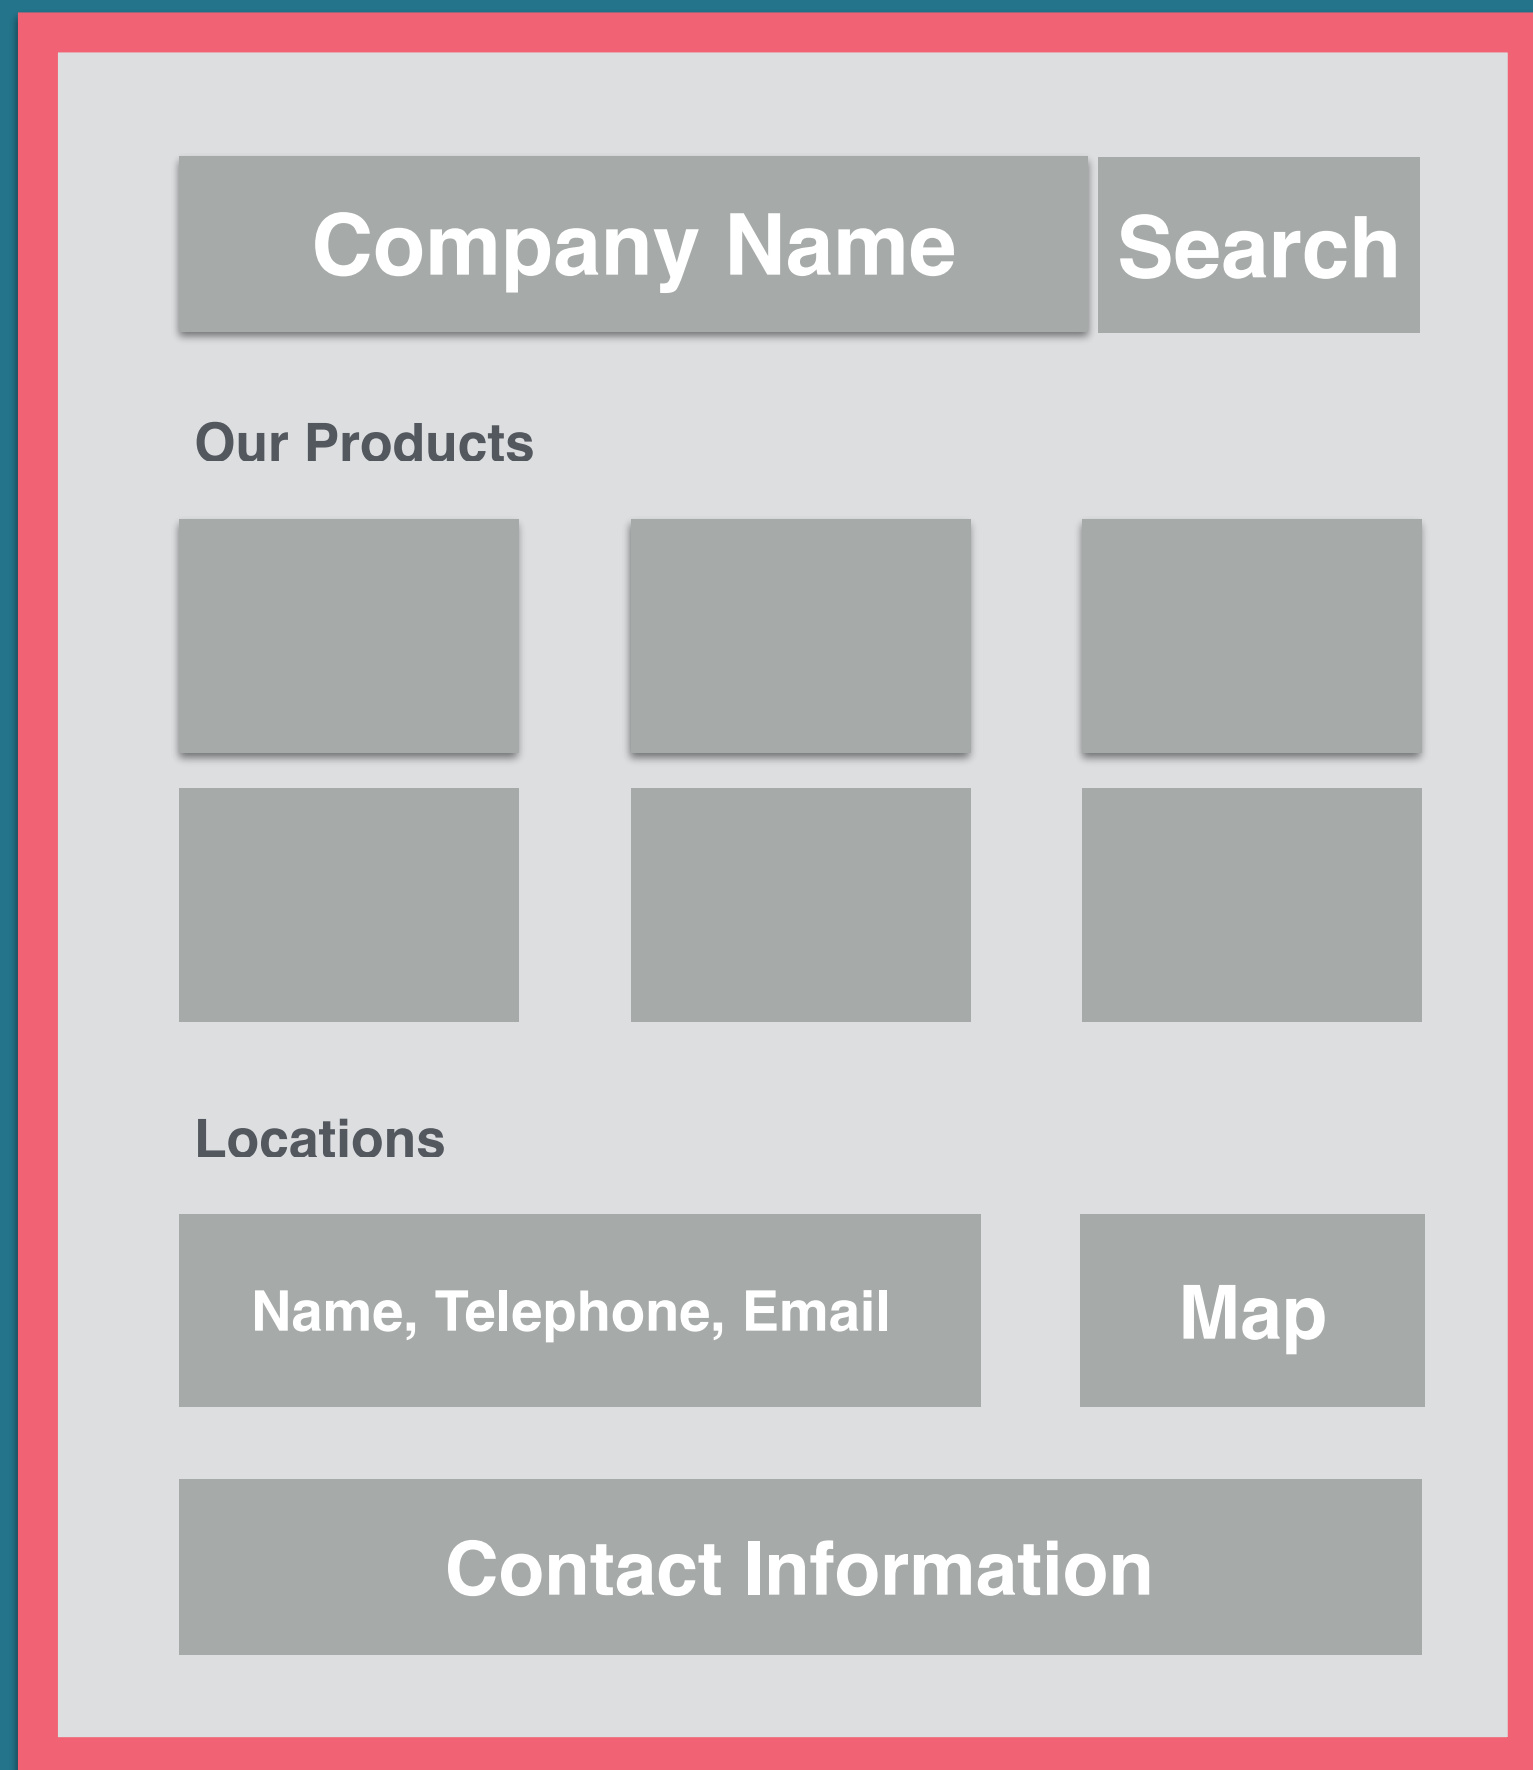 Company Name
Search
Our Products
Locations
Name, Telephone, Email
Map
Contact Information